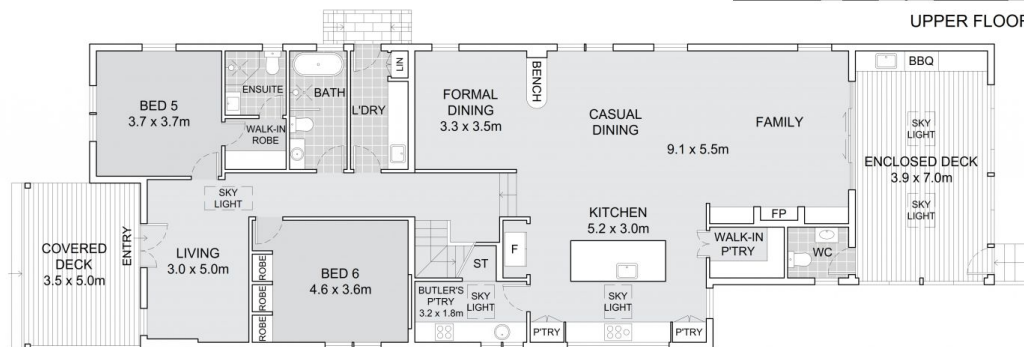 UPPER FLOOR
BED 5
3.7 x 3.7m
ENSUITE
WALK-IN
ROBE
BATH
L'DRY
LIN
FORMAL
DINING
3.3 x 3.5m
BENCH
CASUAL
DINING
FAMILY
9.1 x 5.5m
BBQ
SKY
LIGHT
ENCLOSED DECK
3.9 x 7.0m
SKY
LIGHT
COVERED
DECK
3.5 x 5.0m
ENTRY
SKY
LIGHT
LIVING
3.0 x 5.0m
ROBE
ROBE
ROBE
BED 6
4.6 x 3.6m
ST
F
BUTLER'S
P'TRY
3.2 x 1.8m
SKY
LIGHT
KITCHEN
5.2 x 3.0m
SKY
LIGHT
P'TRY
P'TRY
FP
WALK-IN
P'TRY
WC